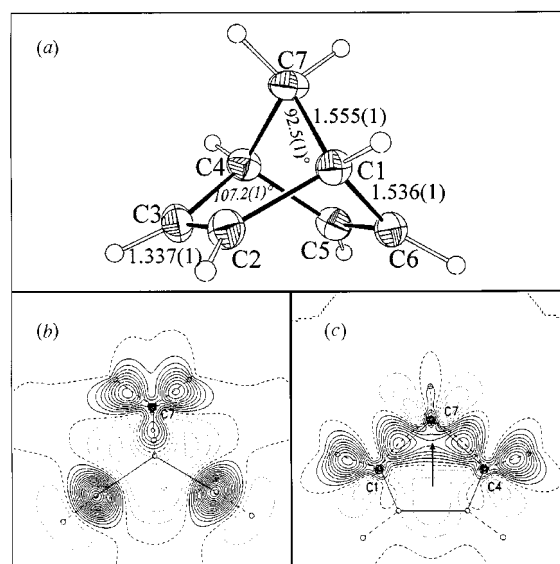 (a)
C7
92.5(1)°
1.555(1)
C4
C1
107.2(1)°
1.536(1)
C3
C2
C5
C6
1.337(1)
(b)
C7
(c)
C7
C1
C4